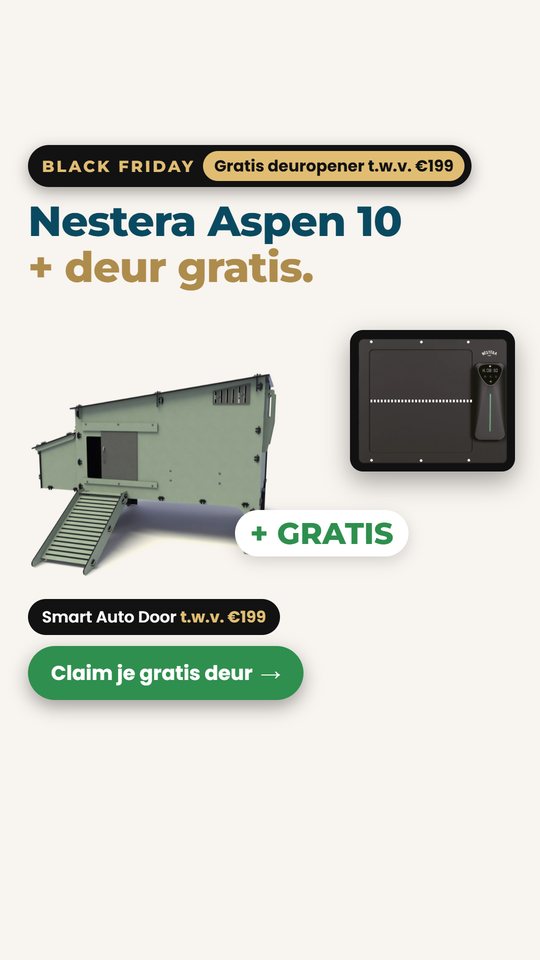 BLACK FRIDAY Gratis deuropener t.w.v. €199
Nestera Aspen 10
+ deur gratis.
NESTERA
+ GRATIS
Smart Auto Door t.w.v. €199
Claim je gratis deur →